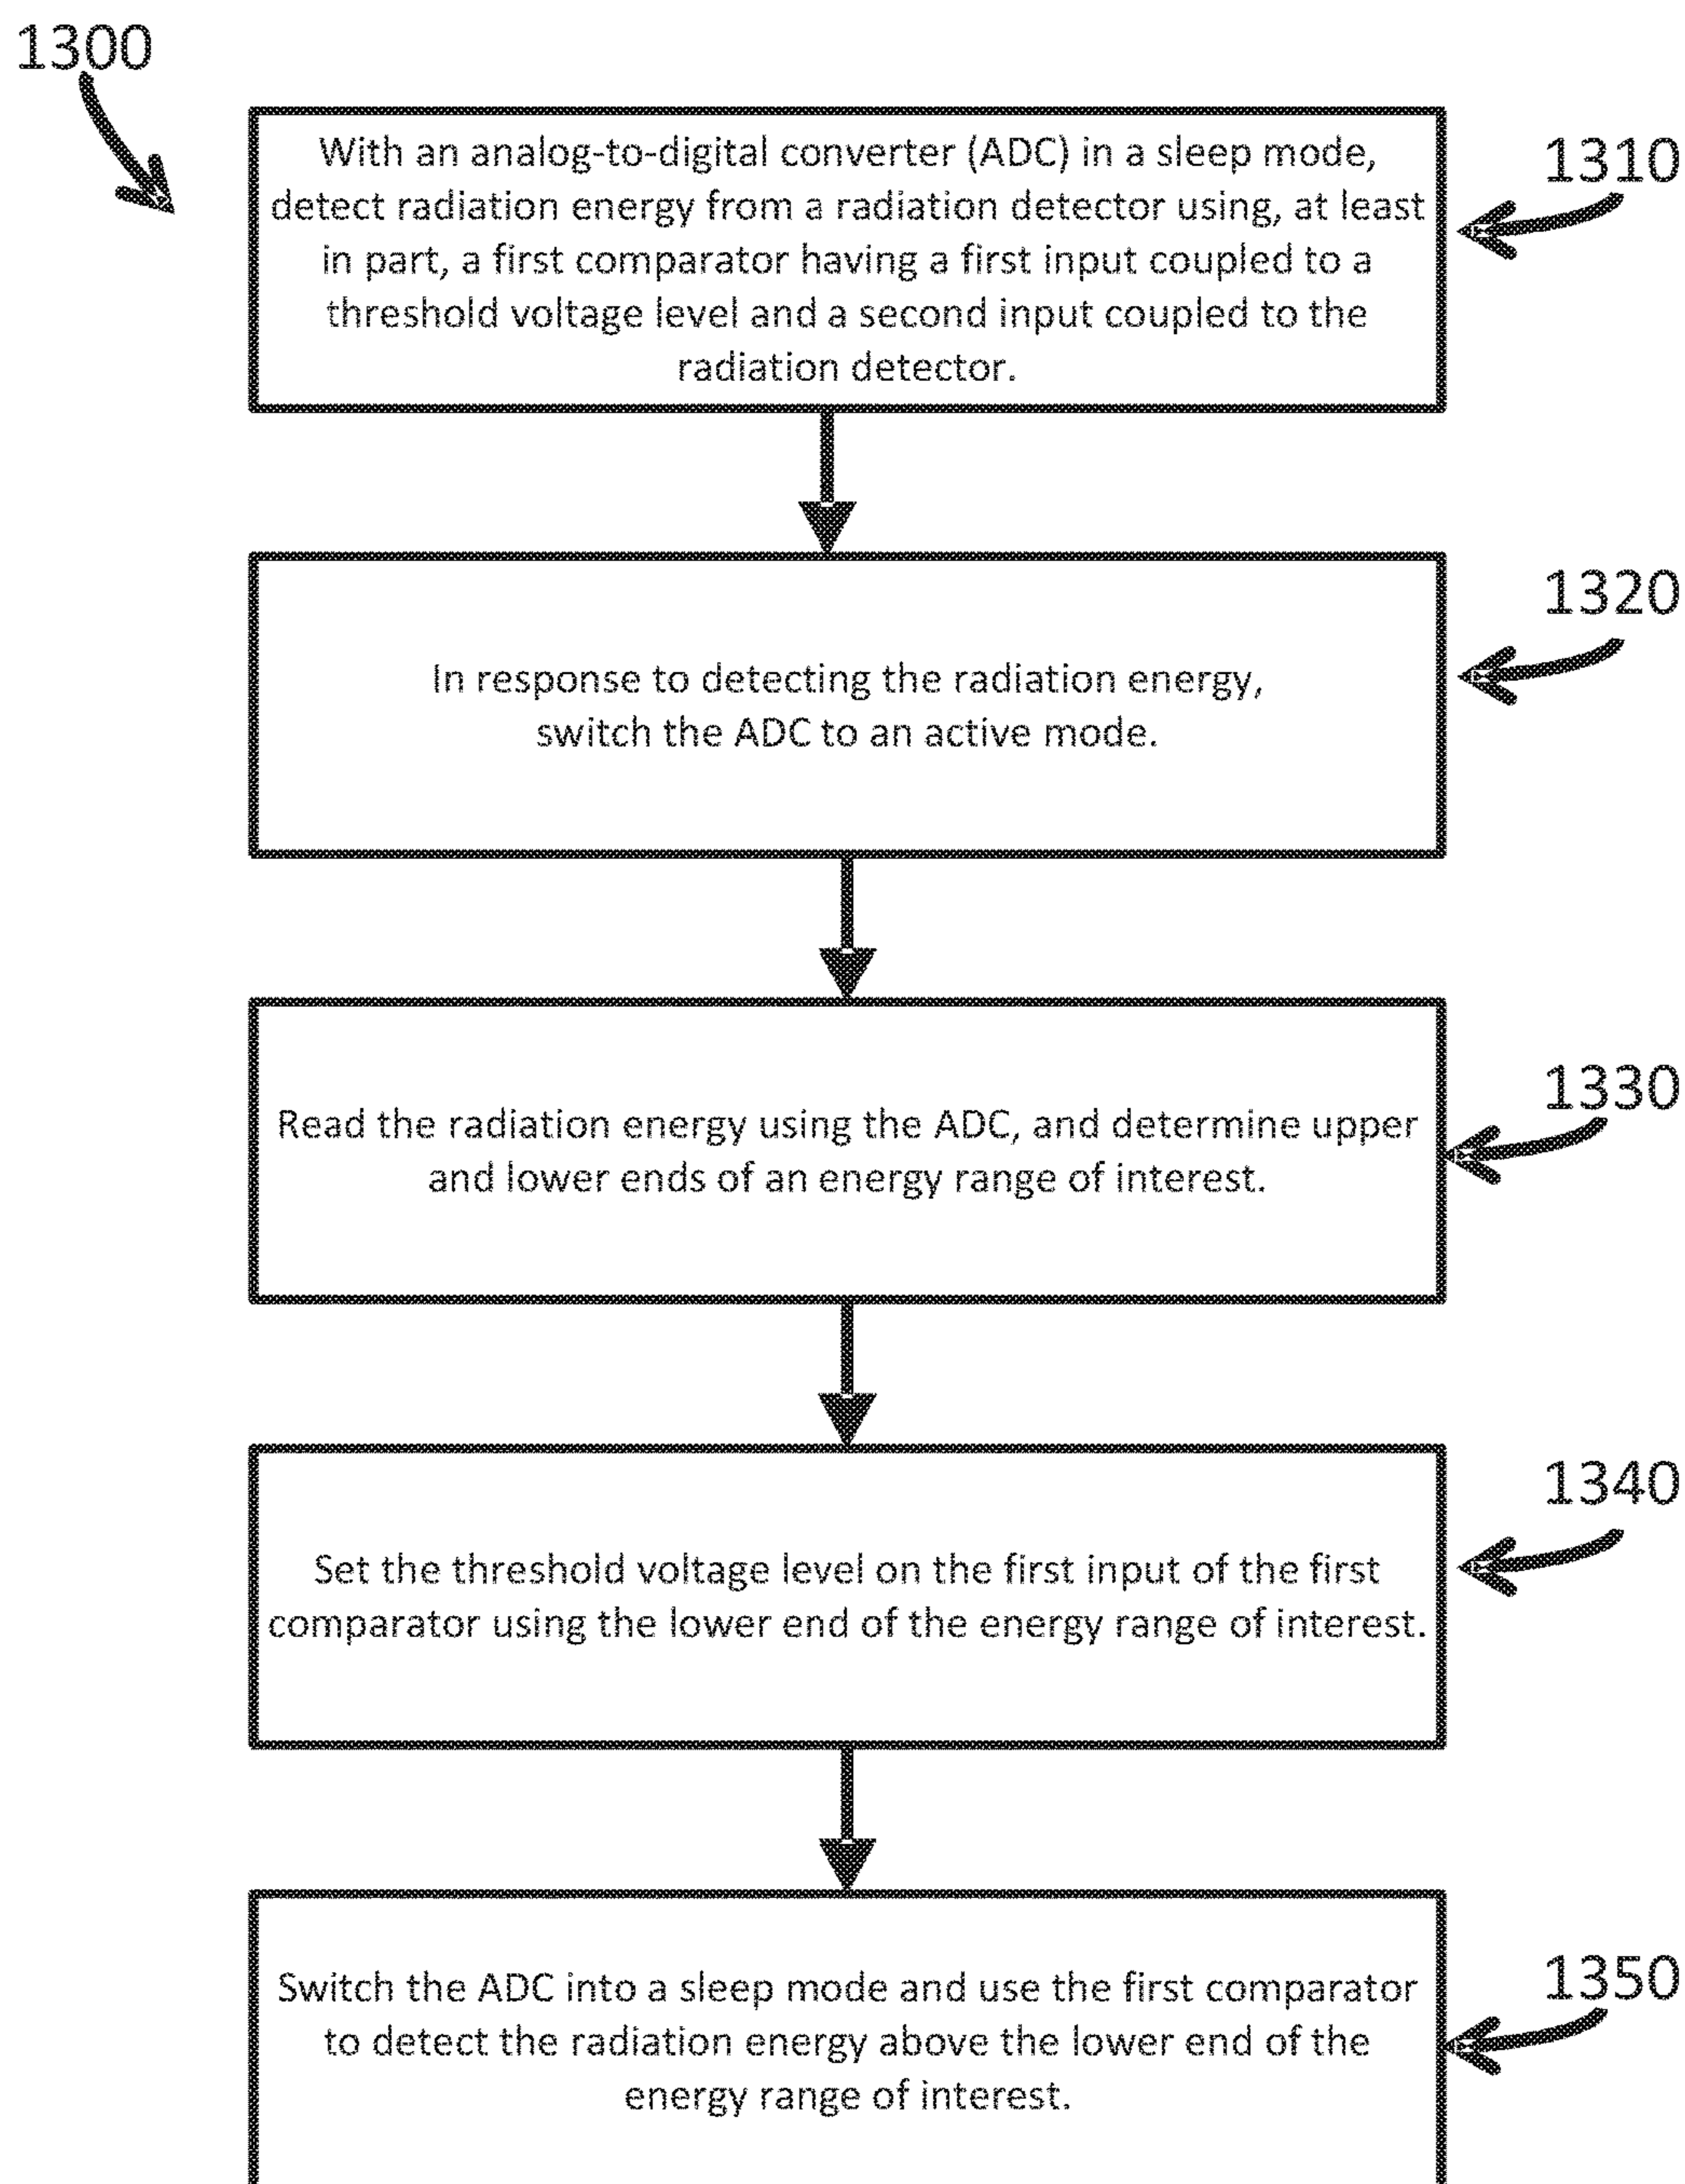 1300
With an analog-to-digital converter (ADC) in a sleep mode,
detect radiation energy from a radiation detector using, at least
in part, a first comparator having a first input coupled to a
threshold voltage level and a second input coupled to the
radiation detector.
1310
In response to detecting the radiation energy,
switch the ADC to an active mode.
1320
Read the radiation energy using the ADC, and determine upper
and lower ends of an energy range of interest.
1330
Set the threshold voltage level on the first input of the first
comparator using the lower end of the energy range of interest.
1340
Switch the ADC into a sleep mode and use the first comparator
to detect the radiation energy above the lower end of the
energy range of interest.
1350